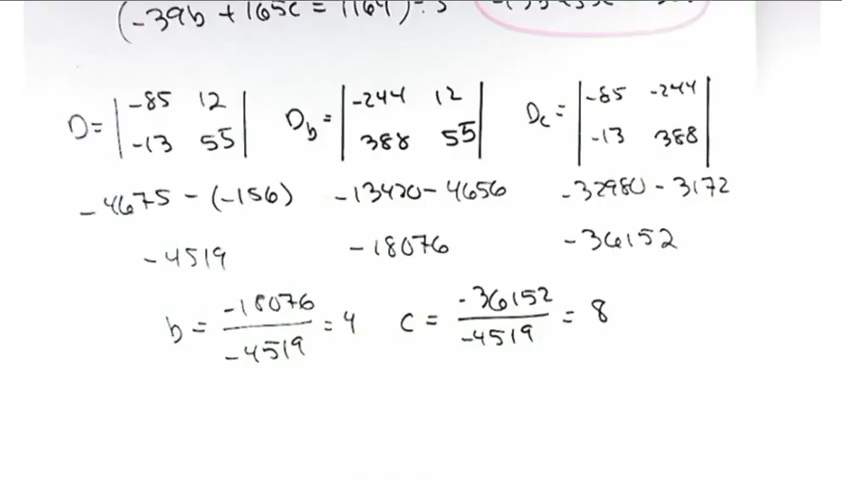 (-39b + 165c = 1164) ÷ 3
D = | -85 12 | D_b = | -244 12 | D_c = | -85 -244 |
| -13 55 | | 388 55 | | -13 388 |
-4675 - (-156) -13420 - 4656 -32980 - 3172
-4519 -18076 -36152
b = -18076 / -4519 = 4 c = -36152 / -4519 = 8